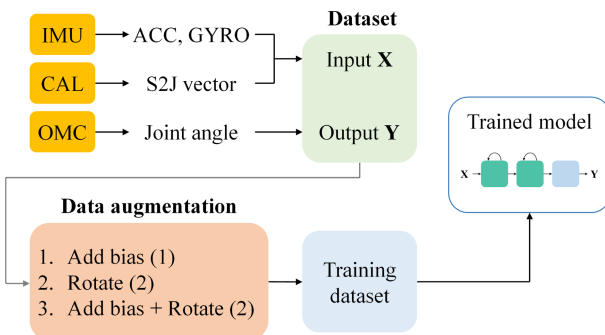 Dataset
IMU
ACC, GYRO
Input X
CAL
S2J vector
OMC
Joint angle
Output Y
Trained model
X
Y
Data augmentation
1. Add bias (1)
2. Rotate (2)
3. Add bias + Rotate (2)
Training
dataset